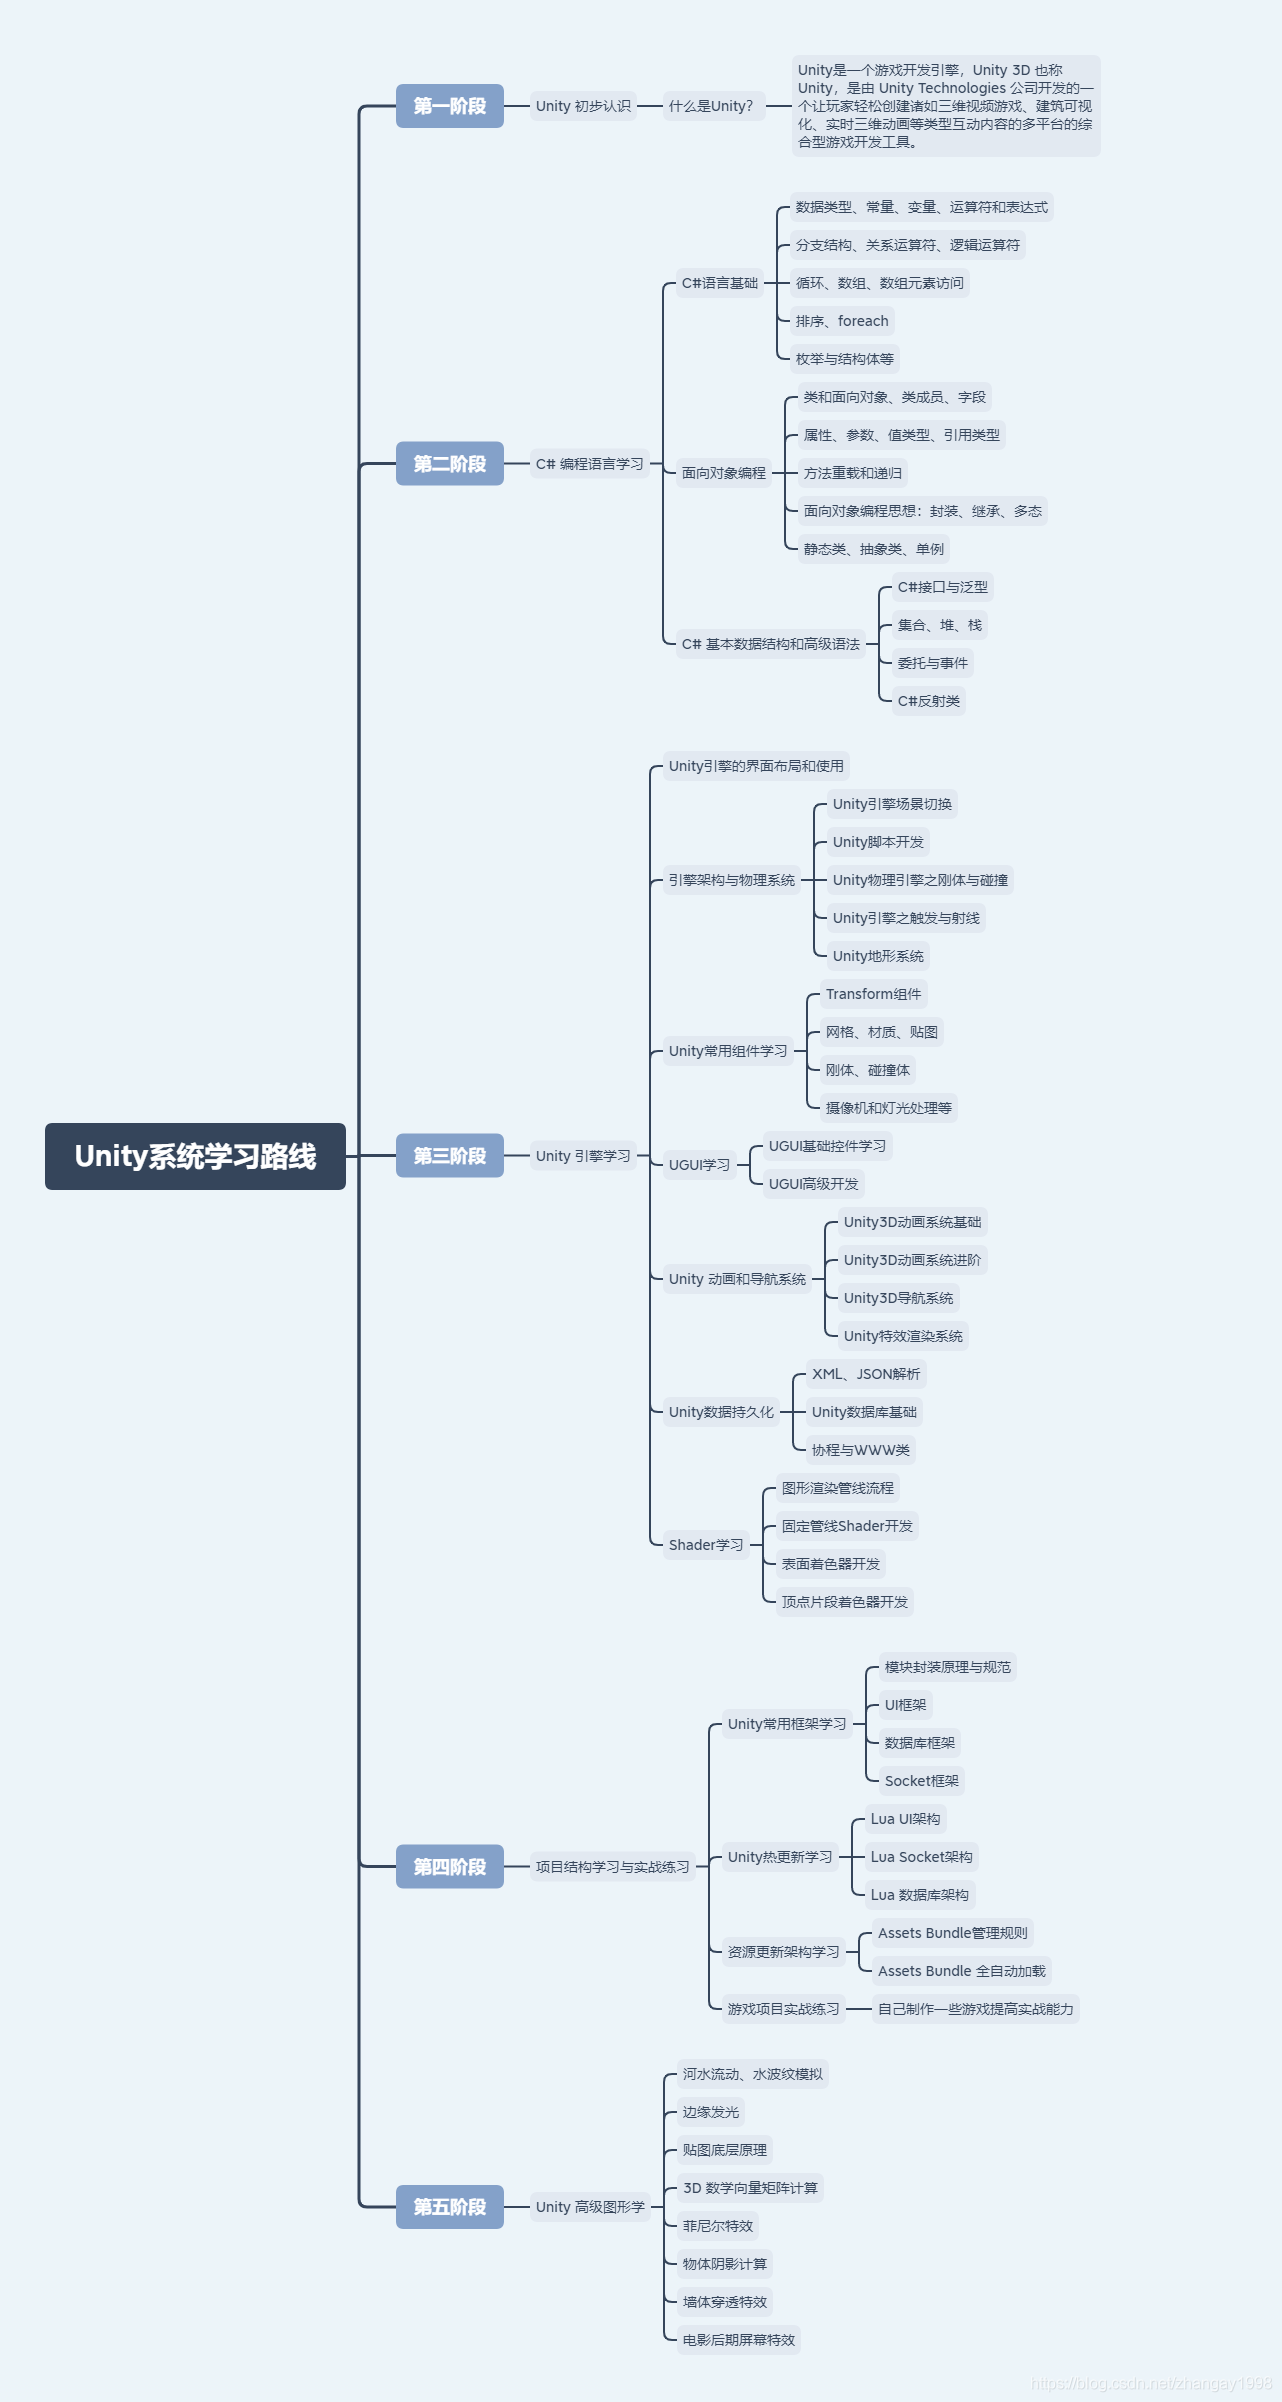 Unity系统学习路线
第一阶段
Unity 初步认识
什么是Unity？
Unity是一个游戏开发引擎，Unity 3D 也称
Unity，是由 Unity Technologies 公司开发的一
个让玩家轻松创建诸如三维视频游戏、建筑可视
化、实时三维动画等类型互动内容的多平台的综
合型游戏开发工具。
第二阶段
C# 编程语言学习
C#语言基础
数据类型、常量、变量、运算符和表达式
分支结构、关系运算符、逻辑运算符
循环、数组、数组元素访问
排序、foreach
枚举与结构体等
面向对象编程
类和面向对象、类成员、字段
属性、参数、值类型、引用类型
方法重载和递归
面向对象编程思想：封装、继承、多态
静态类、抽象类、单例
C# 基本数据结构和高级语法
C#接口与泛型
集合、堆、栈
委托与事件
C#反射类
第三阶段
Unity 引擎学习
Unity引擎的界面布局和使用
引擎架构与物理系统
Unity引擎场景切换
Unity脚本开发
Unity物理引擎之刚体与碰撞
Unity引擎之触发与射线
Unity地形系统
Unity常用组件学习
Transform组件
网格、材质、贴图
刚体、碰撞体
摄像机和灯光处理等
UGUI学习
UGUI基础控件学习
UGUI高级开发
Unity 动画和导航系统
Unity3D动画系统基础
Unity3D动画系统进阶
Unity3D导航系统
Unity特效渲染系统
Unity数据持久化
XML、JSON解析
Unity数据库基础
协程与WWW类
Shader学习
图形渲染管线流程
固定管线Shader开发
表面着色器开发
顶点片段着色器开发
第四阶段
项目结构学习与实战练习
Unity常用框架学习
模块封装原理与规范
UI框架
数据库框架
Socket框架
Unity热更新学习
Lua UI架构
Lua Socket架构
Lua 数据库架构
资源更新架构学习
Assets Bundle管理规则
Assets Bundle 全自动加载
游戏项目实战练习
自己制作一些游戏提高实战能力
第五阶段
Unity 高级图形学
河水流动、水波纹模拟
边缘发光
贴图底层原理
3D 数学向量矩阵计算
菲尼尔特效
物体阴影计算
墙体穿透特效
电影后期屏幕特效
https://blog.csdn.net/zhangay1998